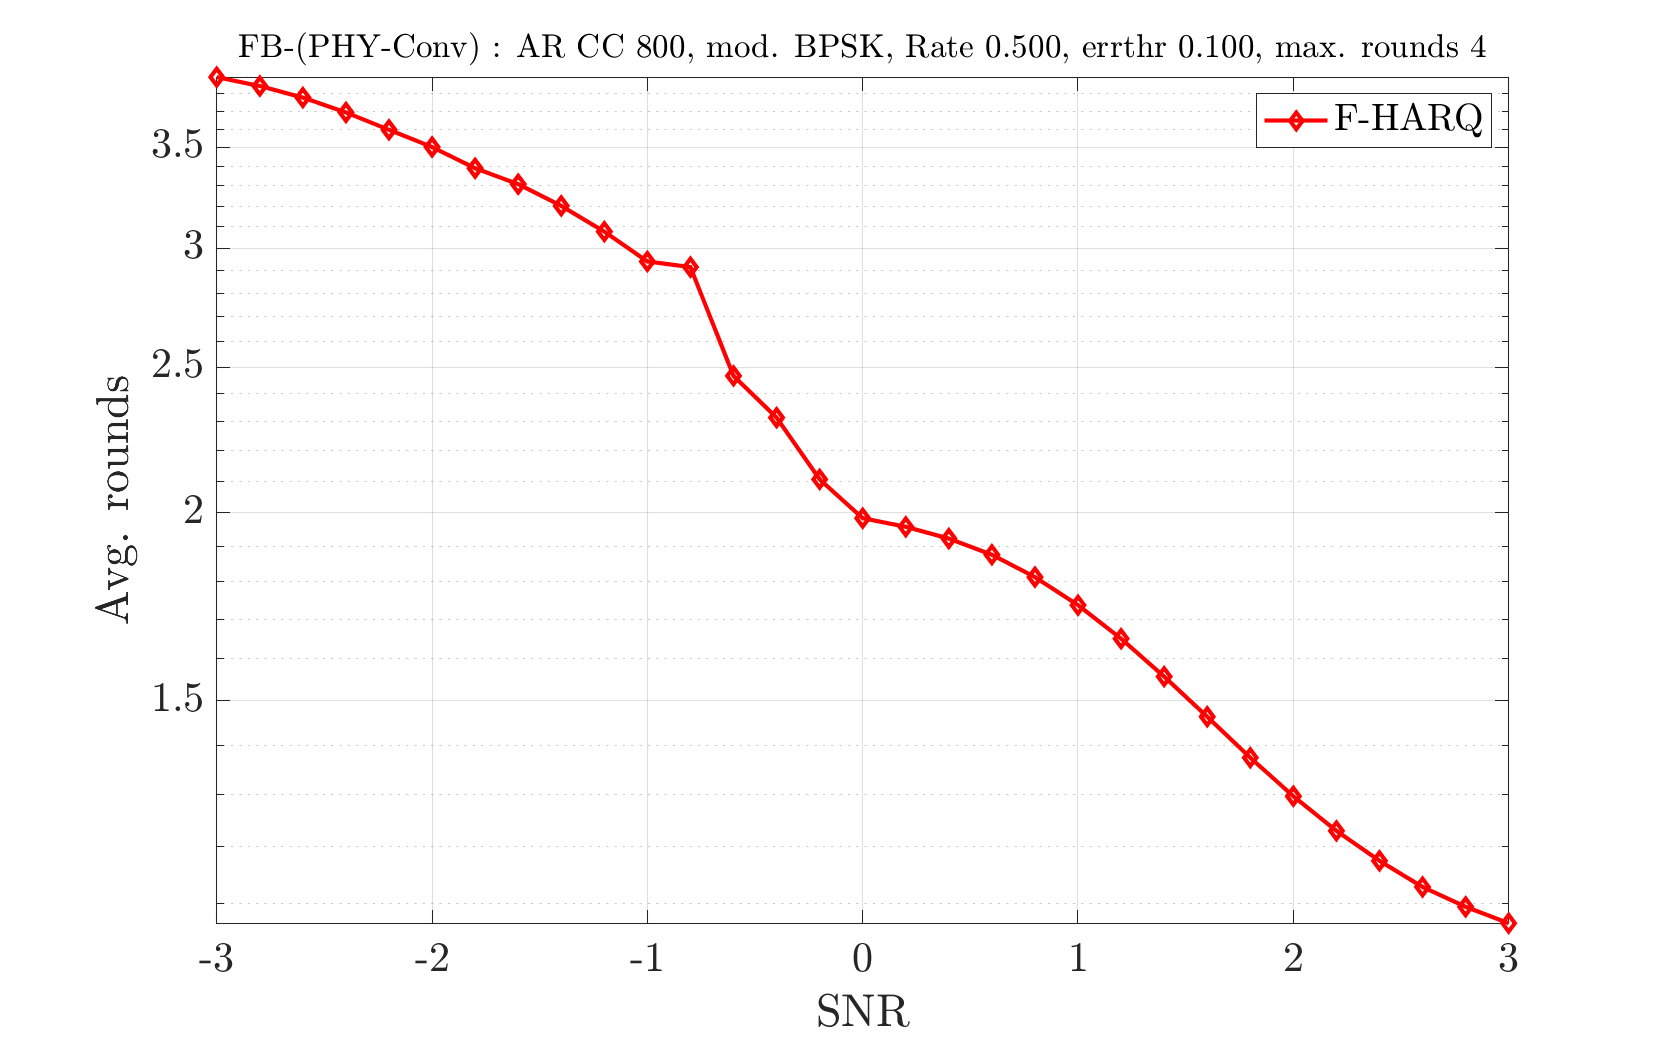 FB-(PHY-Conv) : AR CC 800, mod. BPSK, Rate 0.500, errthr 0.100, max. rounds 4
F-HARQ
3.5
3
2.5
2
1.5
Avg. rounds
-3 -2 -1 0 1 2 3
SNR